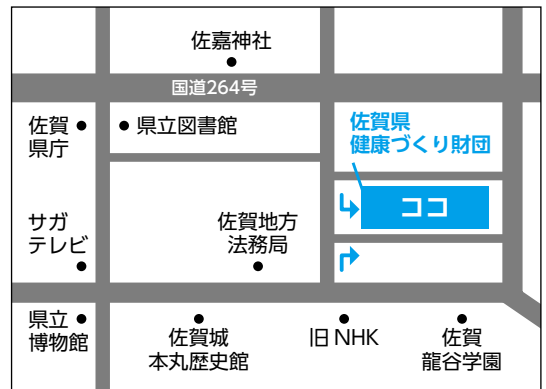 佐嘉神社
国道264号
佐賀
県庁
県立図書館
佐賀県
健康づくり財団
ココ
サガ
テレビ
佐賀地方
法務局
県立
博物館
佐賀城
本丸歴史館
旧 NHK
佐賀
龍谷学園